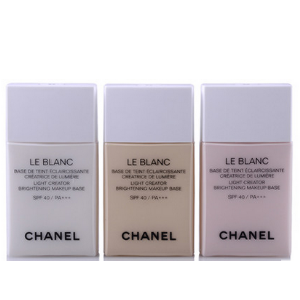 LE BLANC
BASE DE TEINT ÉCLAIRCISSANTE
CRÉATRICE DE LUMIÈRE
LIGHT CREATOR
BRIGHTENING MAKEUP BASE
SPF 40 / PA+++
CHANEL
LE BLANC
BASE DE TEINT ÉCLAIRCISSANTE
CRÉATRICE DE LUMIÈRE
LIGHT CREATOR
BRIGHTENING MAKEUP BASE
SPF 40 / PA+++
CHANEL
LE BLANC
BASE DE TEINT ÉCLAIRCISSANTE
CRÉATRICE DE LUMIÈRE
LIGHT CREATOR
BRIGHTENING MAKEUP BASE
SPF 40 / PA+++
CHANEL